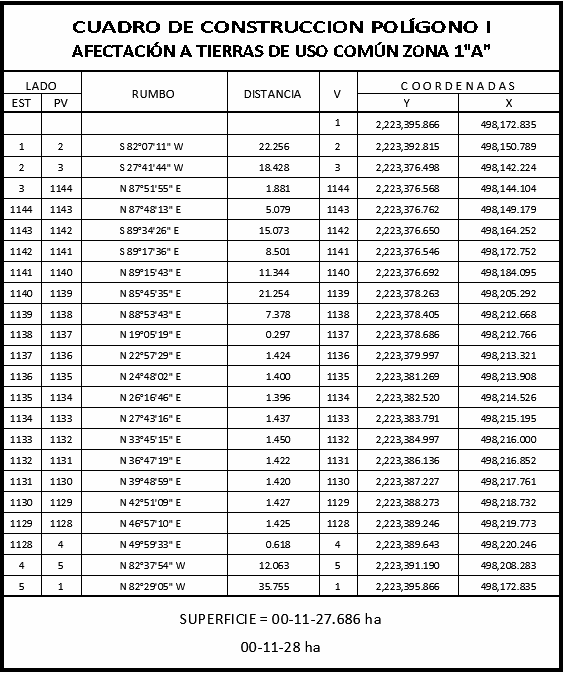 CUADRO DE CONSTRUCCION POLÍGONO I
AFECTACIÓN A TIERRAS DE USO COMÚN ZONA 1"A"
LADO RUMBO DISTANCIA V COORDENADAS
EST PV Y X
1 2,223,395.866 498,172.835
1 2 S 82°07'11" W 22.256 2 2,223,392.815 498,150.789
2 3 S 27°41'44" W 18.428 3 2,223,376.498 498,142.224
3 1144 N 87°51'55" E 1.881 1144 2,223,376.568 498,144.104
1144 1143 N 87°48'13" E 5.079 1143 2,223,376.762 498,149.179
1143 1142 S 89°34'26" E 15.073 1142 2,223,376.650 498,164.252
1142 1141 S 89°17'36" E 8.501 1141 2,223,376.546 498,172.752
1141 1140 N 89°15'43" E 11.344 1140 2,223,376.692 498,184.095
1140 1139 N 85°45'35" E 21.254 1139 2,223,378.263 498,205.292
1139 1138 N 88°53'43" E 7.378 1138 2,223,378.405 498,212.668
1138 1137 N 19°05'19" E 0.297 1137 2,223,378.686 498,212.766
1137 1136 N 22°57'29" E 1.424 1136 2,223,379.997 498,213.321
1136 1135 N 24°48'02" E 1.400 1135 2,223,381.269 498,213.908
1135 1134 N 26°16'46" E 1.396 1134 2,223,382.520 498,214.526
1134 1133 N 27°43'16" E 1.437 1133 2,223,383.791 498,215.195
1133 1132 N 33°45'15" E 1.450 1132 2,223,384.997 498,216.000
1132 1131 N 36°47'19" E 1.422 1131 2,223,386.136 498,216.852
1131 1130 N 39°48'59" E 1.420 1130 2,223,387.227 498,217.761
1130 1129 N 42°51'09" E 1.427 1129 2,223,388.273 498,218.732
1129 1128 N 46°57'10" E 1.425 1128 2,223,389.246 498,219.773
1128 4 N 49°59'33" E 0.618 4 2,223,389.643 498,220.246
4 5 N 82°37'54" W 12.063 5 2,223,391.190 498,208.283
5 1 N 82°29'05" W 35.755 1 2,223,395.866 498,172.835
SUPERFICIE = 00-11-27.686 ha
00-11-28 ha